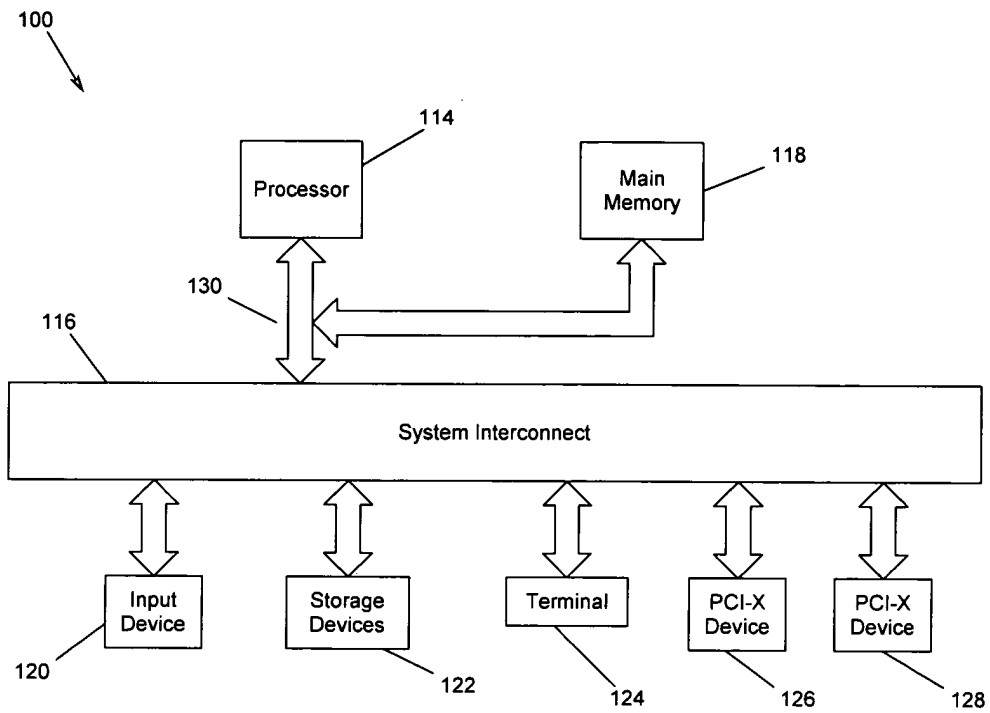 100
114
Processor
118
Main
Memory
130
116
System Interconnect
Input
Device
Storage
Devices
Terminal
PCI-X
Device
PCI-X
Device
120
122
124
126
128